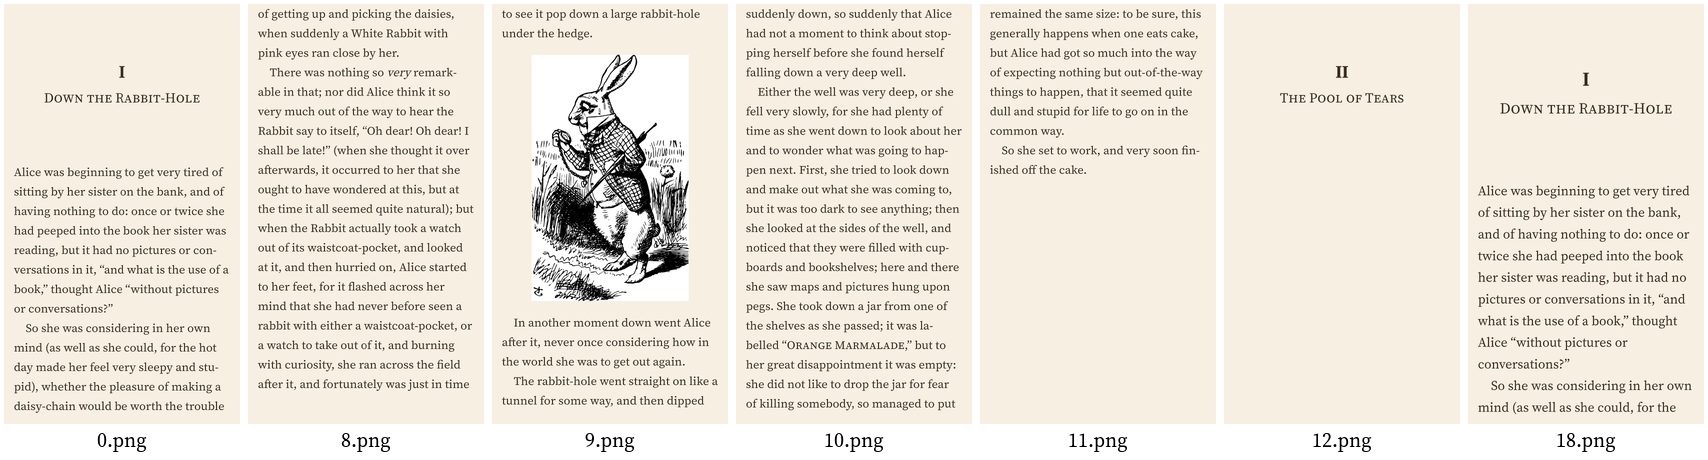 I
Down the Rabbit-Hole
Alice was beginning to get very tired of
sitting by her sister on the bank, and of
having nothing to do: once or twice she
had peeped into the book her sister was
reading, but it had no pictures or con-
versations in it, “and what is the use of a
book,” thought Alice “without pictures
or conversations?”
So she was considering in her own
mind (as well as she could, for the hot
day made her feel very sleepy and stu-
pid), whether the pleasure of making a
daisy-chain would be worth the trouble
0.png
of getting up and picking the daisies,
when suddenly a White Rabbit with
pink eyes ran close by her.
There was nothing so very remark-
able in that; nor did Alice think it so
very much out of the way to hear the
Rabbit say to itself, “Oh dear! Oh dear! I
shall be late!” (when she thought it over
afterwards, it occurred to her that she
ought to have wondered at this, but at
the time it all seemed quite natural); but
when the Rabbit actually took a watch
out of its waistcoat-pocket, and looked
at it, and then hurried on, Alice started
to her feet, for it flashed across her
mind that she had never before seen a
rabbit with either a waistcoat-pocket, or
a watch to take out of it, and burning
with curiosity, she ran across the field
after it, and fortunately was just in time
8.png
to see it pop down a large rabbit-hole
under the hedge.
In another moment down went Alice
after it, never once considering how in
the world she was to get out again.
The rabbit-hole went straight on like a
tunnel for some way, and then dipped
9.png
suddenly down, so suddenly that Alice
had not a moment to think about stop-
ping herself before she found herself
falling down a very deep well.
Either the well was very deep, or she
fell very slowly, for she had plenty of
time as she went down to look about her
and to wonder what was going to hap-
pen next. First, she tried to look down
and make out what she was coming to,
but it was too dark to see anything; then
she looked at the sides of the well, and
noticed that they were filled with cup-
boards and bookshelves; here and there
she saw maps and pictures hung upon
pegs. She took down a jar from one of
the shelves as she passed; it was la-
belled “Orange Marmalade,” but to
her great disappointment it was empty:
she did not like to drop the jar for fear
of killing somebody, so managed to put
10.png
remained the same size: to be sure, this
generally happens when one eats cake,
but Alice had got so much into the way
of expecting nothing but out-of-the-way
things to happen, that it seemed quite
dull and stupid for life to go on in the
common way.
So she set to work, and very soon fin-
ished off the cake.
11.png
II
The Pool of Tears
12.png
I
Down the Rabbit-Hole
Alice was beginning to get very tired
of sitting by her sister on the bank,
and of having nothing to do: once or
twice she had peeped into the book
her sister was reading, but it had no
pictures or conversations in it, “and
what is the use of a book,” thought
Alice “without pictures or
conversations?”
So she was considering in her own
mind (as well as she could, for the
18.png